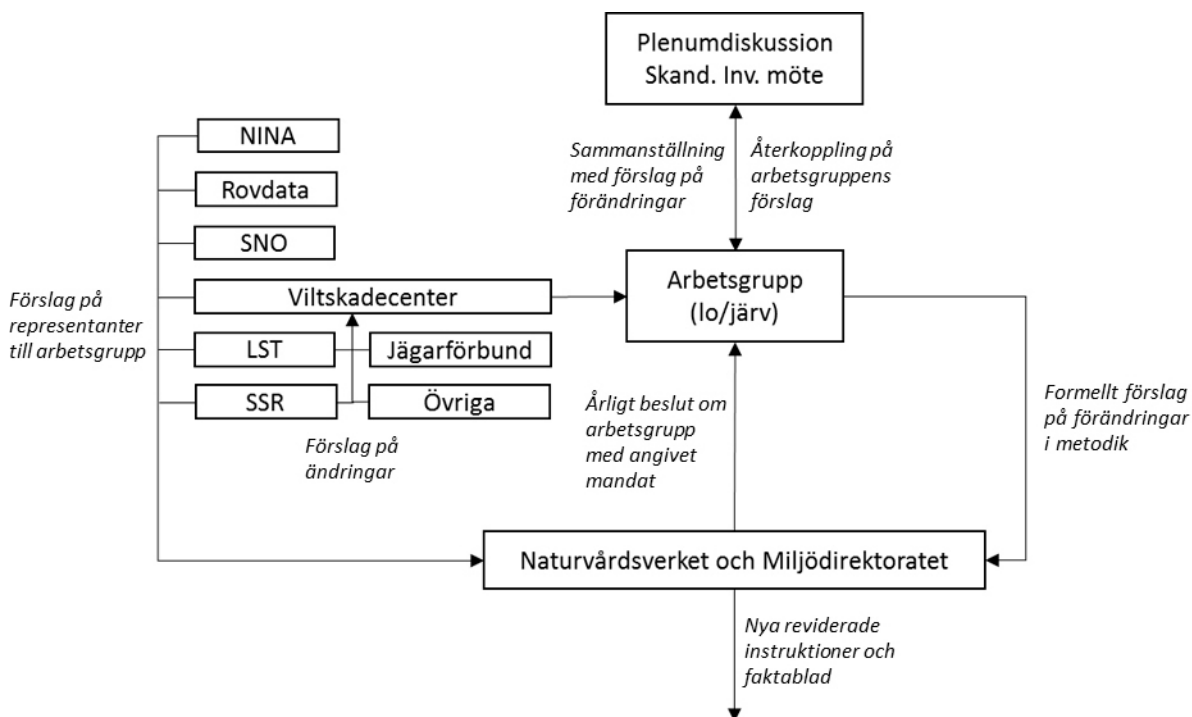 Plenumdiskussion
Skand. Inv. möte
Sammanställning
med förslag på
förändringar
Återkoppling på
arbetsgruppens
förslag
NINA
Rovdata
SNO
Viltskadecenter
LST
Jägarförbund
SSR
Övriga
Förslag på
representanter
till arbetsgrupp
Förslag på
ändringar
Arbetsgrupp
(lo/järv)
Årligt beslut om
arbetsgrupp
med angivet
mandat
Formellt förslag
på förändringar
i metodik
Naturvårdsverket och Miljödirektoratet
Nya reviderade
instruktioner och
faktablad